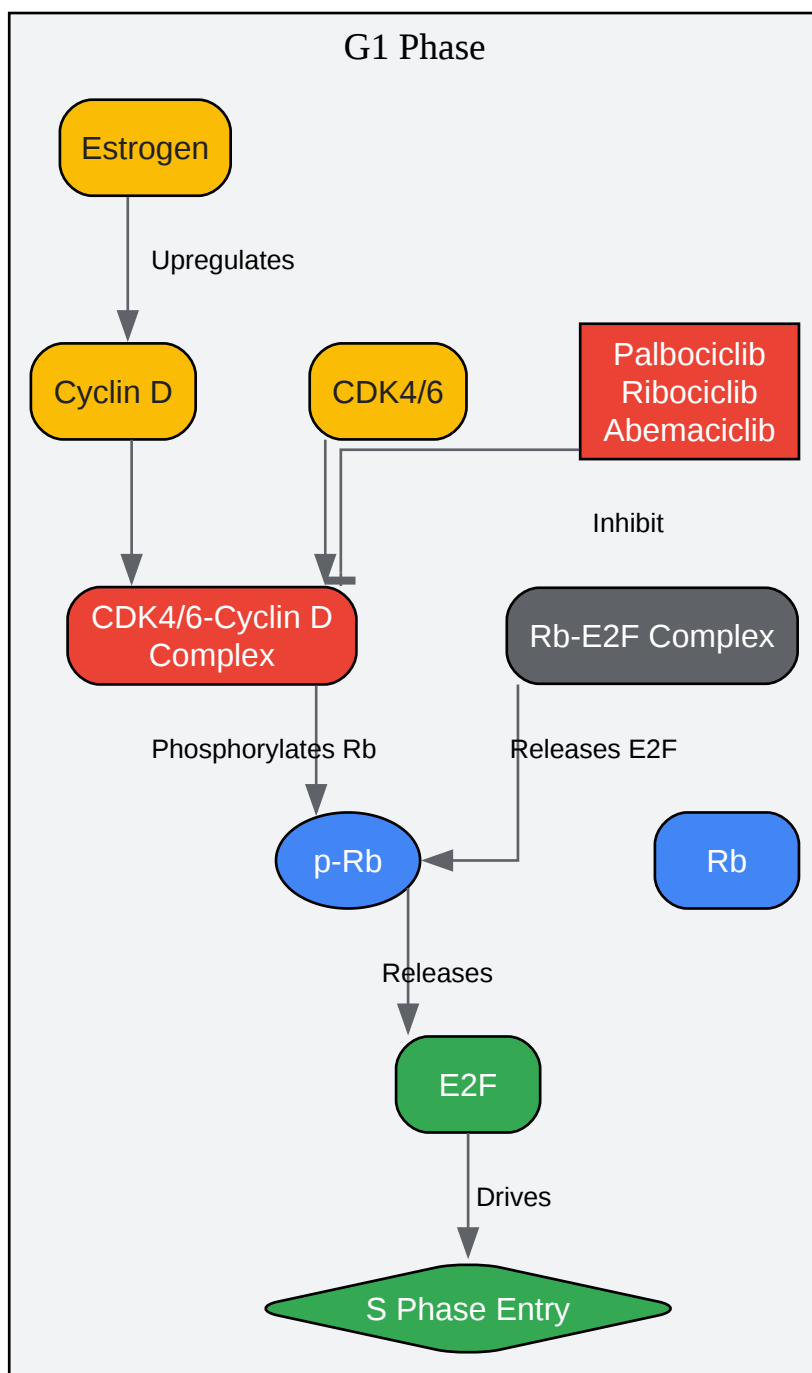 G1 Phase
Estrogen
Upregulates
Cyclin D
CDK4/6
Palbociclib
Ribociclib
Abemaciclib
Inhibit
CDK4/6-Cyclin D
Complex
Rb-E2F Complex
Phosphorylates Rb
Releases E2F
p-Rb
Rb
Releases
E2F
Drives
S Phase Entry